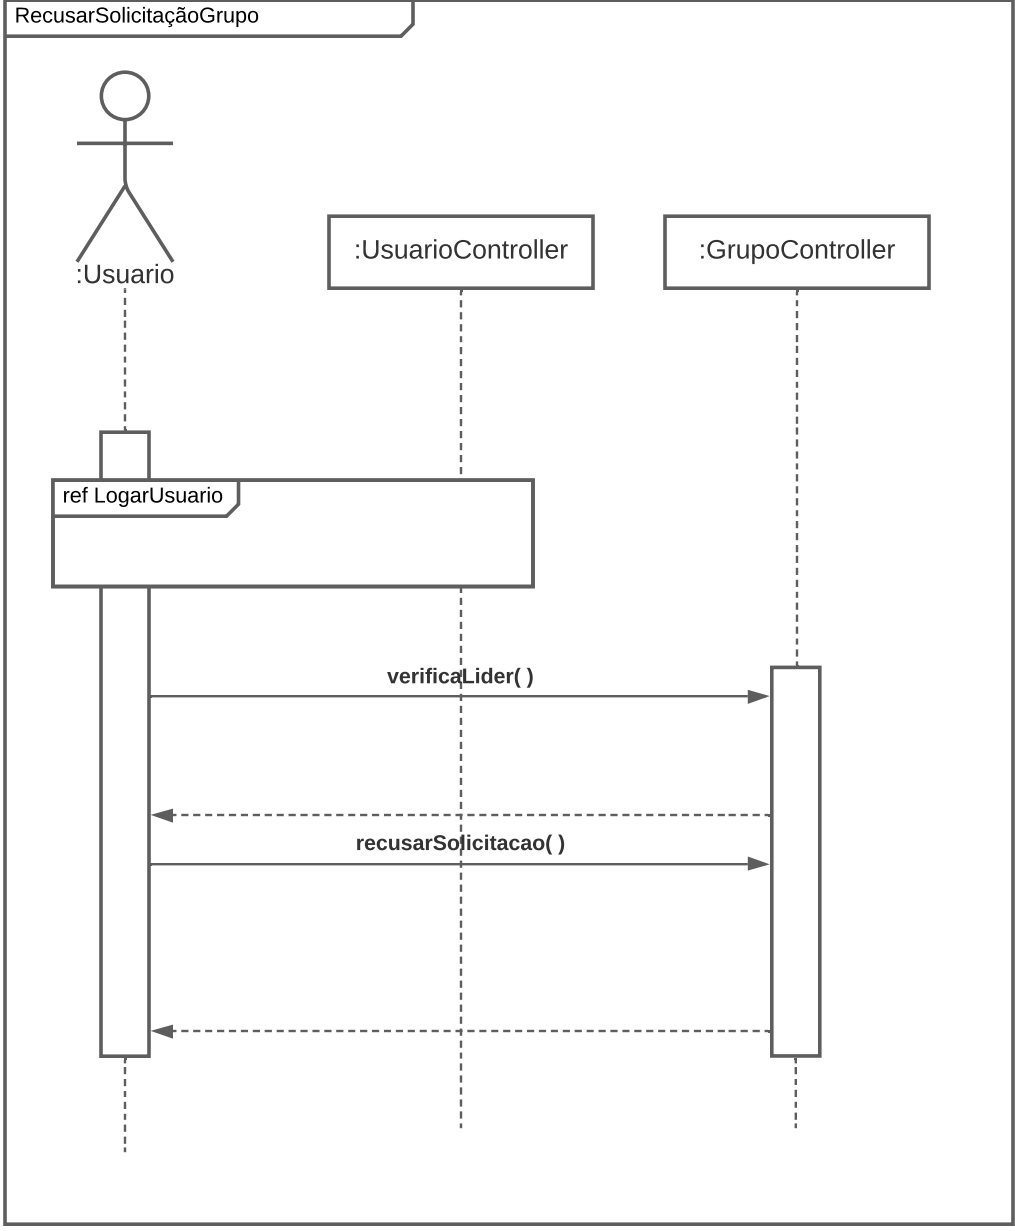 RecusarSolicitaçãoGrupo
:Usuario
:UsuarioController
:GrupoController
ref LogarUsuario
verificaLider( )
recusarSolicitacao( )